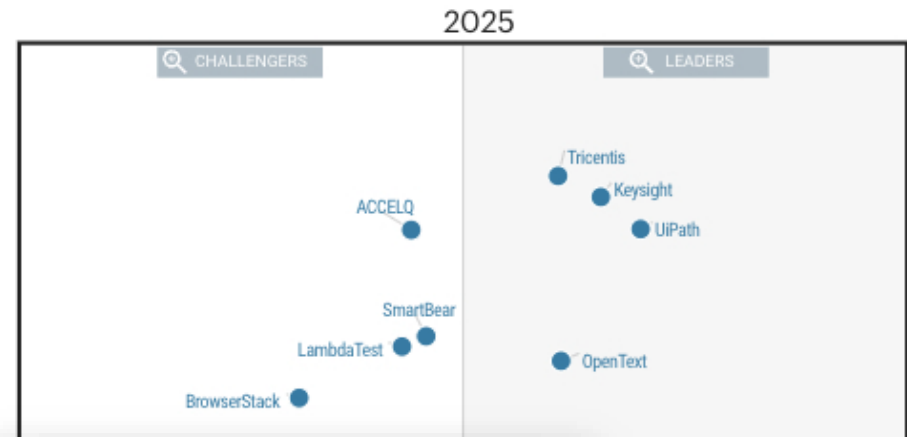 2025
CHALLENGERS
LEADERS
Tricentis
Keysight
ACCELQ
UiPath
SmartBear
LambdaTest
OpenText
BrowserStack